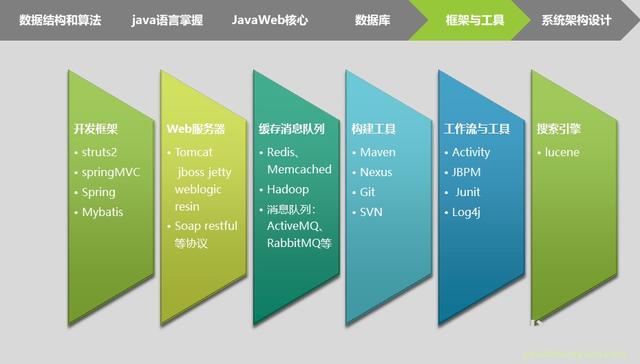 数据结构和算法
java语言掌握
JavaWeb核心
数据库
框架与工具
系统架构设计
开发框架
• struts2
• springMVC
• Spring
• Mybatis
Web服务器
• Tomcat
jboss jetty
weblogic
resin
• Soap restful
等协议
缓存消息队列
• Redis、
Memcached
• Hadoop
• 消息队列：
ActiveMQ、
RabbitMQ等
构建工具
• Maven
• Nexus
• Git
• SVN
工作流与工具
• Activity
• JBPM
• Junit
• Log4j
搜索引擎
• lucene